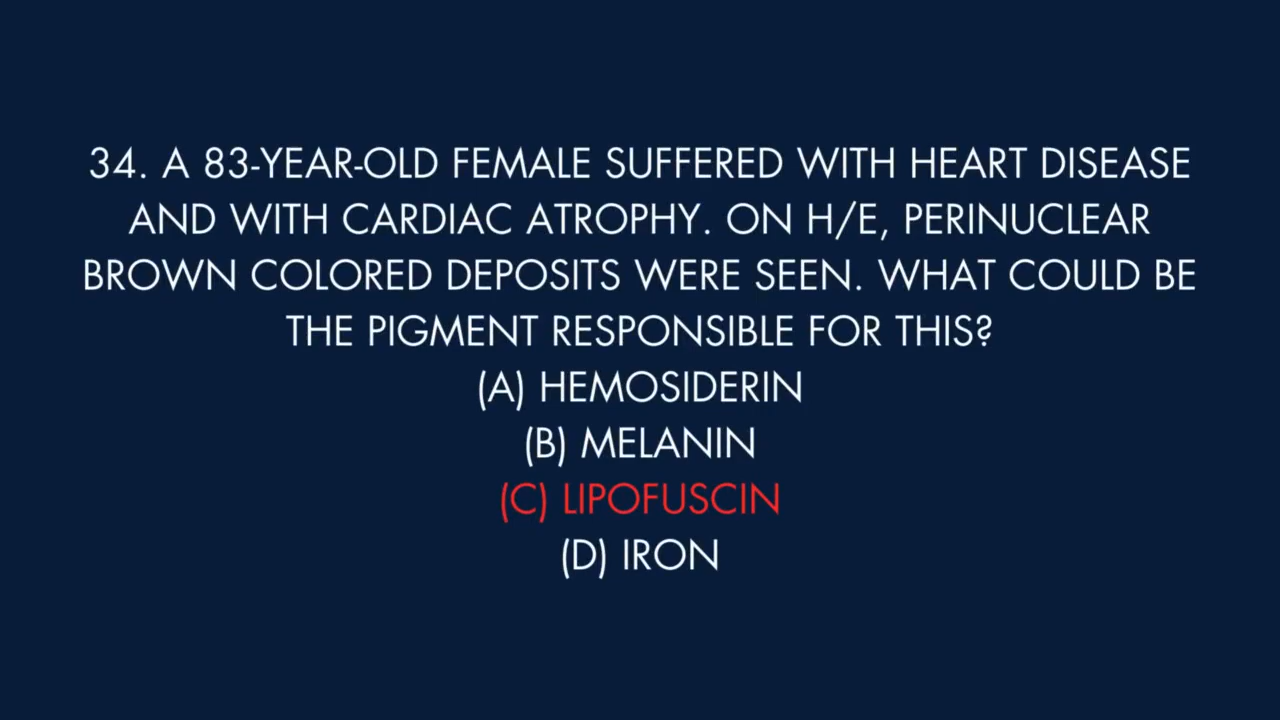 34. A 83-YEAR-OLD FEMALE SUFFERED WITH HEART DISEASE
AND WITH CARDIAC ATROPHY. ON H/E, PERINUCLEAR
BROWN COLORED DEPOSITS WERE SEEN. WHAT COULD BE
THE PIGMENT RESPONSIBLE FOR THIS?
(A) HEMOSIDERIN
(B) MELANIN
(C) LIPOFUSCIN
(D) IRON